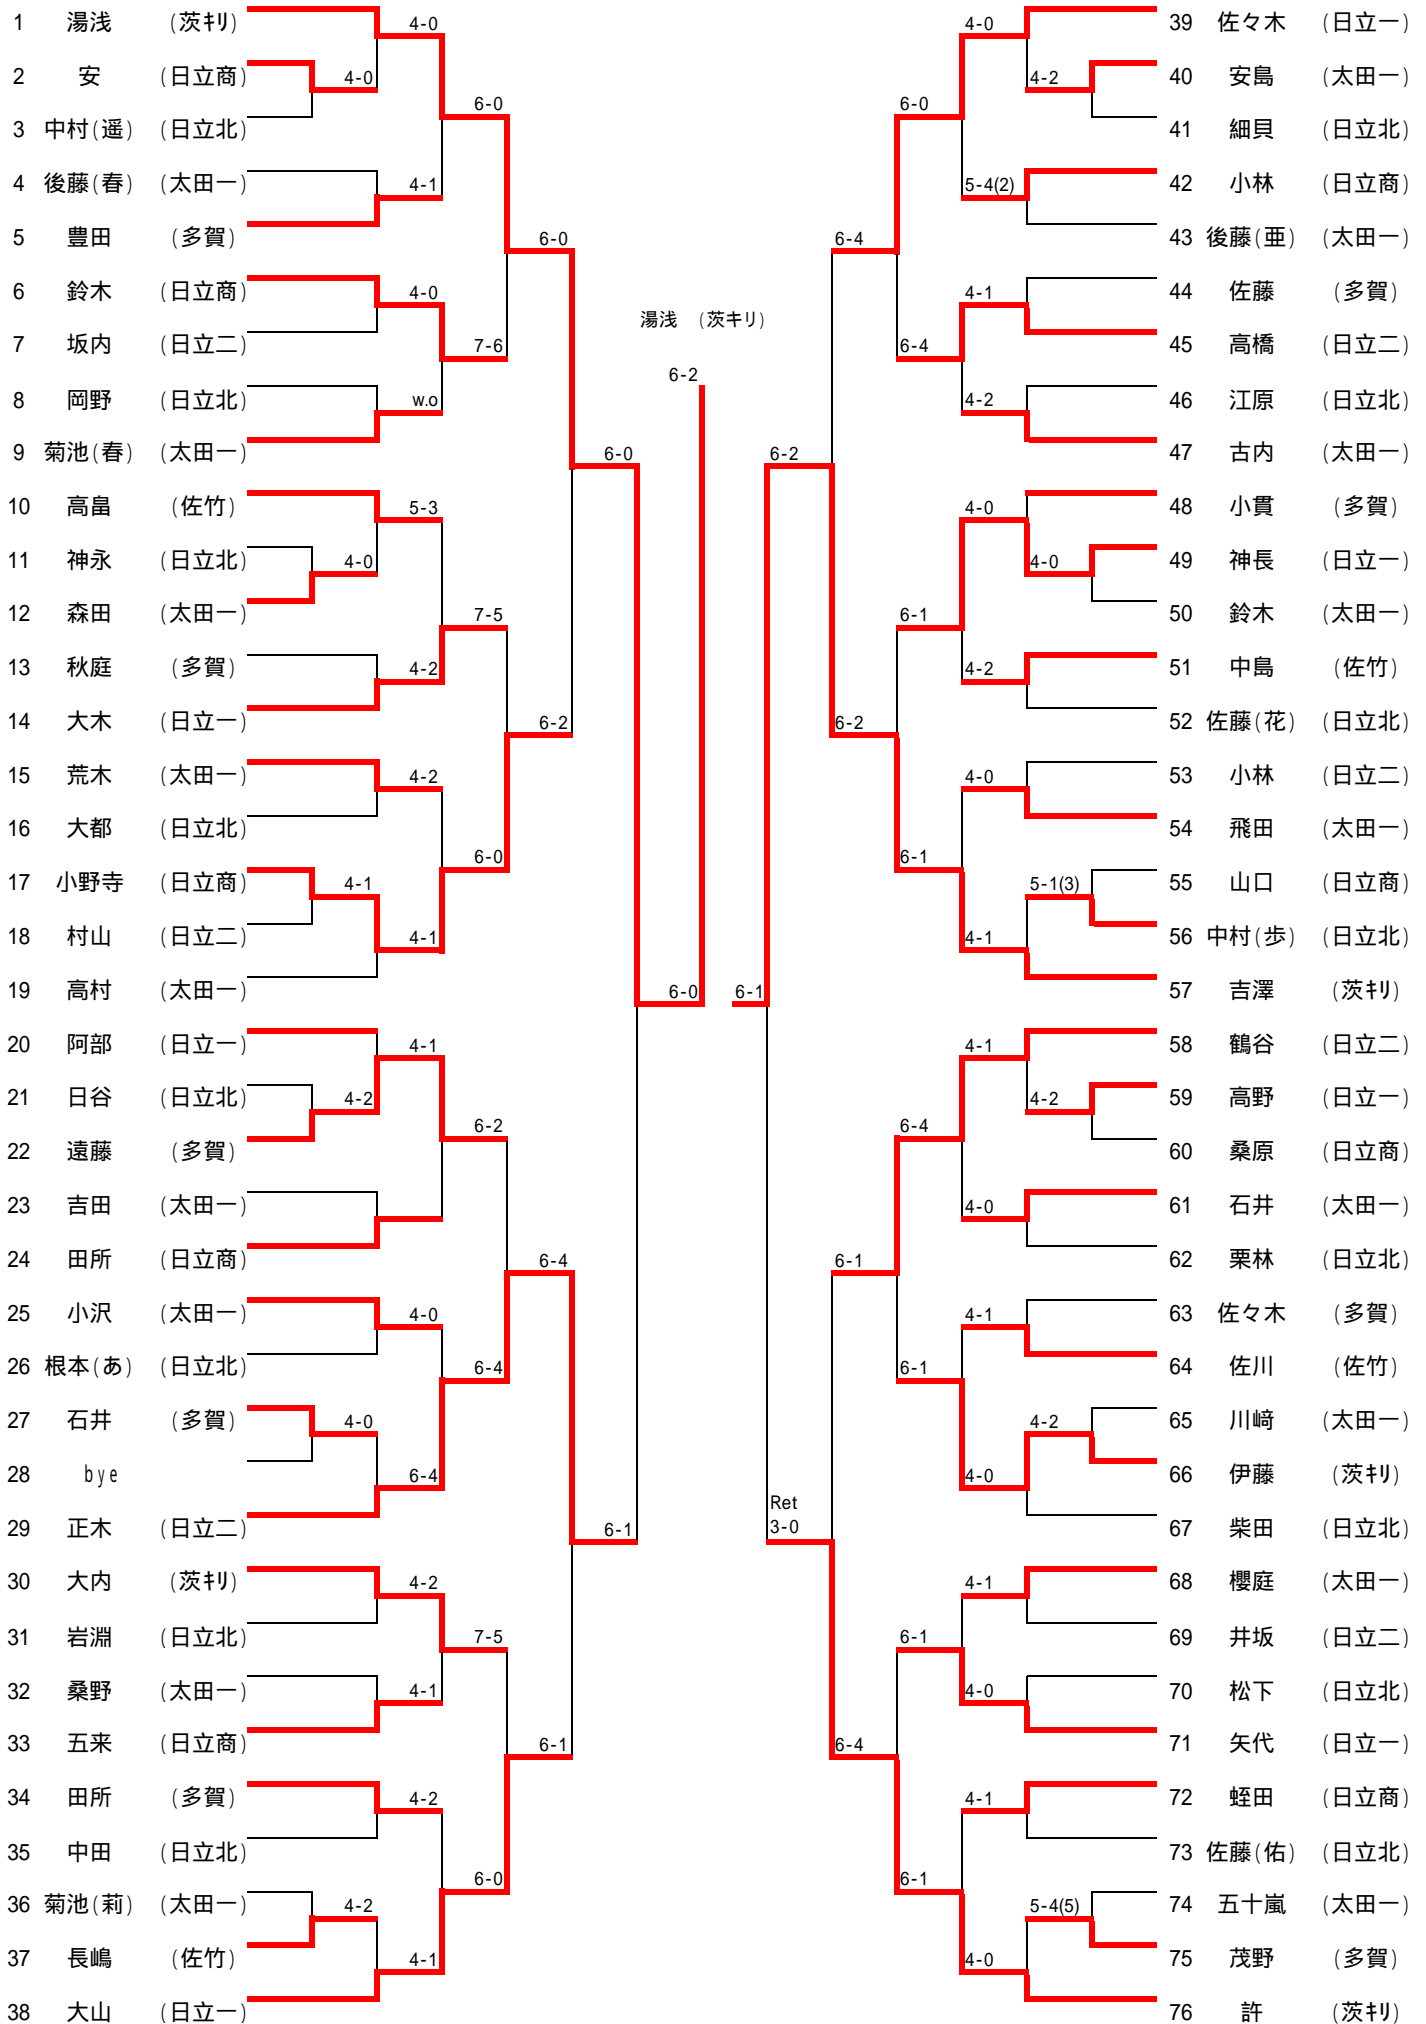 1 湯浅 (茨キリ)
2 安 (日立商)
3 中村(遥) (日立北)
4 後藤(春) (太田一)
5 豊田 (多賀)
6 鈴木 (日立商)
7 坂内 (日立二)
8 岡野 (日立北)
9 菊池(春) (太田一)
10 高畠 (佐竹)
11 神永 (日立北)
12 森田 (太田一)
13 秋庭 (多賀)
14 大木 (日立一)
15 荒木 (太田一)
16 大都 (日立北)
17 小野寺 (日立商)
18 村山 (日立二)
19 高村 (太田一)
20 阿部 (日立一)
21 日谷 (日立北)
22 遠藤 (多賀)
23 吉田 (太田一)
24 田所 (日立商)
25 小沢 (太田一)
26 根本(あ) (日立北)
27 石井 (多賀)
28 bye
29 正木 (日立二)
30 大内 (茨キリ)
31 岩淵 (日立北)
32 桑野 (太田一)
33 五来 (日立商)
34 田所 (多賀)
35 中田 (日立北)
36 菊池(莉) (太田一)
37 長嶋 (佐竹)
38 大山 (日立一)
4-0
4-0
4-1
4-0
w.o
5-3
4-0
4-2
4-2
4-1
4-1
4-1
4-2
4-0
4-0
6-4
4-2
4-1
4-2
4-2
4-1
6-0
7-6
7-5
6-0
6-2
6-4
7-5
6-0
6-0
6-2
6-4
6-1
6-0
6-1
6-0
湯浅 (茨キリ)
6-2
6-1
6-2
Ret
3-0
6-4
6-2
6-1
6-4
6-0
6-4
6-1
6-1
6-4
6-1
6-1
6-1
4-0
4-2
5-4(2)
4-1
4-2
4-0
4-0
4-2
4-0
5-1(3)
4-1
4-1
4-2
4-0
4-1
4-2
4-0
4-1
4-0
4-1
5-4(5)
4-0
39 佐々木 (日立一)
40 安島 (太田一)
41 細貝 (日立北)
42 小林 (日立商)
43 後藤(亜) (太田一)
44 佐藤 (多賀)
45 高橋 (日立二)
46 江原 (日立北)
47 古内 (太田一)
48 小貫 (多賀)
49 神長 (日立一)
50 鈴木 (太田一)
51 中島 (佐竹)
52 佐藤(花) (日立北)
53 小林 (日立二)
54 飛田 (太田一)
55 山口 (日立商)
56 中村(歩) (日立北)
57 吉澤 (茨キリ)
58 鶴谷 (日立二)
59 高野 (日立一)
60 桑原 (日立商)
61 石井 (太田一)
62 栗林 (日立北)
63 佐々木 (多賀)
64 佐川 (佐竹)
65 川﨑 (太田一)
66 伊藤 (茨キリ)
67 柴田 (日立北)
68 櫻庭 (太田一)
69 井坂 (日立二)
70 松下 (日立北)
71 矢代 (日立一)
72 蛭田 (日立商)
73 佐藤(佑) (日立北)
74 五十嵐 (太田一)
75 茂野 (多賀)
76 許 (茨キリ)